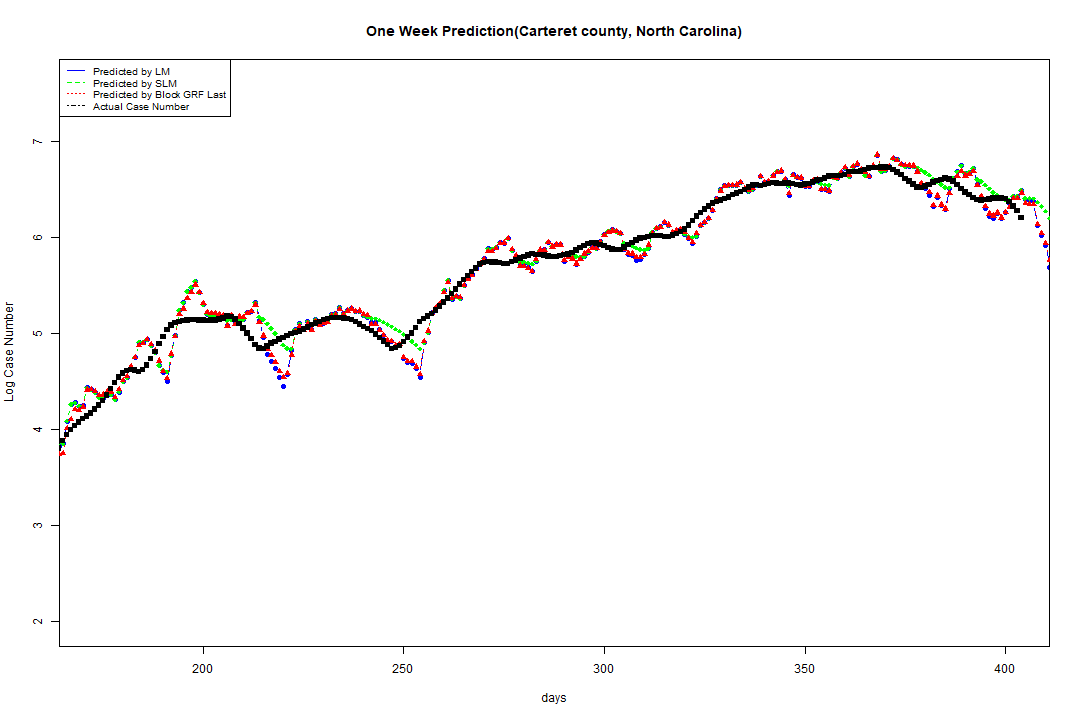 One Week Prediction(Carteret county, North Carolina)
Predicted by LM
Predicted by SLM
Predicted by Block GRF Last
Actual Case Number
7
6
5
4
3
2
Log Case Number
200 250 300 350 400
days